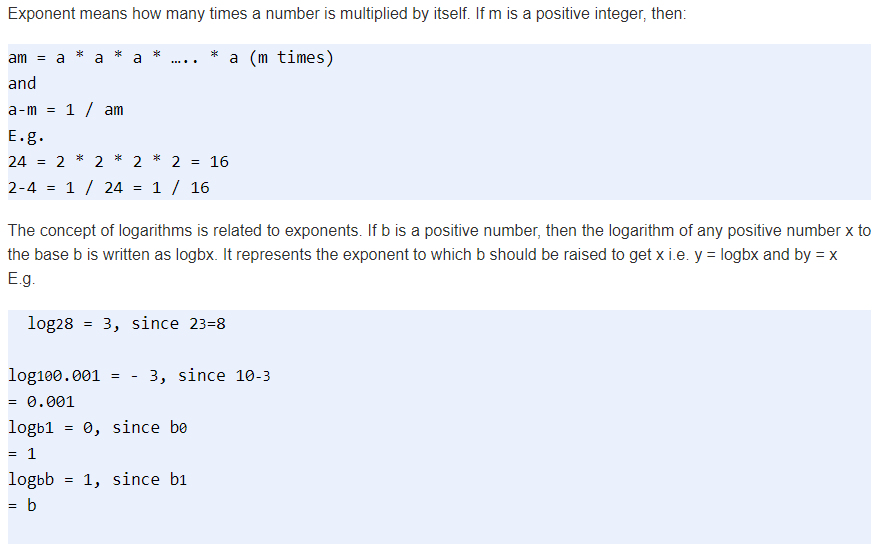 Exponent means how many times a number is multiplied by itself. If m is a positive integer, then:
am = a * a * a * ….. * a (m times)
and
a-m = 1 / am
E.g.
24 = 2 * 2 * 2 * 2 = 16
2-4 = 1 / 24 = 1 / 16
The concept of logarithms is related to exponents. If b is a positive number, then the logarithm of any positive number x to
the base b is written as logbx. It represents the exponent to which b should be raised to get x i.e. y = logbx and by = x
E.g.
log28 = 3, since 23=8
log100.001 = - 3, since 10-3
= 0.001
logb1 = 0, since b0
= 1
logbb = 1, since b1
= b